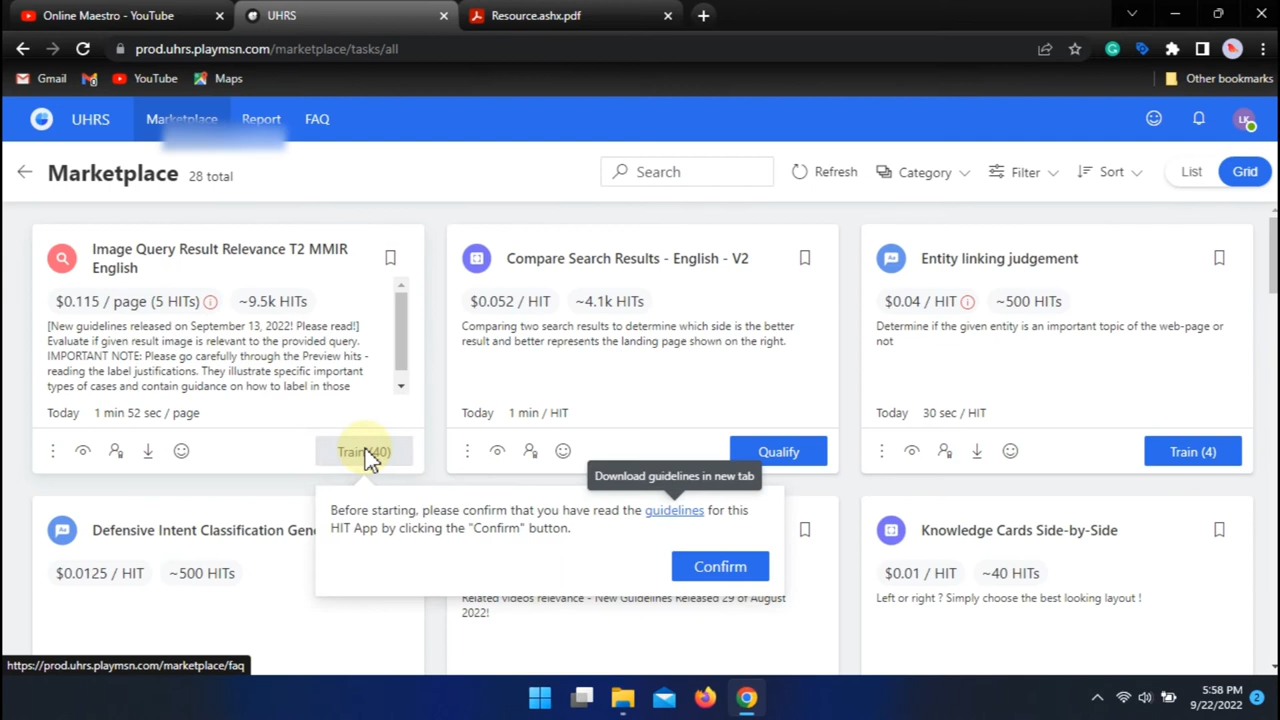 Online Maestro - YouTube
UHRS
Resource.ashx.pdf
prod.uhrs.playmsn.com/marketplace/tasks/all
Gmail
YouTube
Maps
Other bookmarks
UHRS
Marketplace
Report
FAQ
LK
Marketplace 28 total
Search
Refresh
Category
Filter
Sort
List
Grid
Image Query Result Relevance T2 MMIR
English
$0.115 / page (5 HITs)
~9.5k HITs
[New guidelines released on September 13, 2022! Please read!]
Evaluate if given result image is relevant to the provided query.
IMPORTANT NOTE: Please go carefully through the Preview hits -
reading the label justifications. They illustrate specific important
types of cases and contain guidance on how to label in those
Today 1 min 52 sec / page
Train (40)
Compare Search Results - English - V2
$0.052 / HIT
~4.1k HITs
Comparing two search results to determine which side is the better
result and better represents the landing page shown on the right.
Today 1 min / HIT
Qualify
Entity linking judgement
$0.04 / HIT
~500 HITs
Determine if the given entity is an important topic of the web-page or
not
Today 30 sec / HIT
Train (4)
Download guidelines in new tab
Before starting, please confirm that you have read the guidelines for this
HIT App by clicking the "Confirm" button.
Confirm
Defensive Intent Classification Gene
$0.0125 / HIT
~500 HITs
Related videos relevance - New Guidelines Released 29 of August
2022!
Knowledge Cards Side-by-Side
$0.01 / HIT
~40 HITs
Left or right ? Simply choose the best looking layout !
https://prod.uhrs.playmsn.com/marketplace/faq
5:58 PM
9/22/2022
2